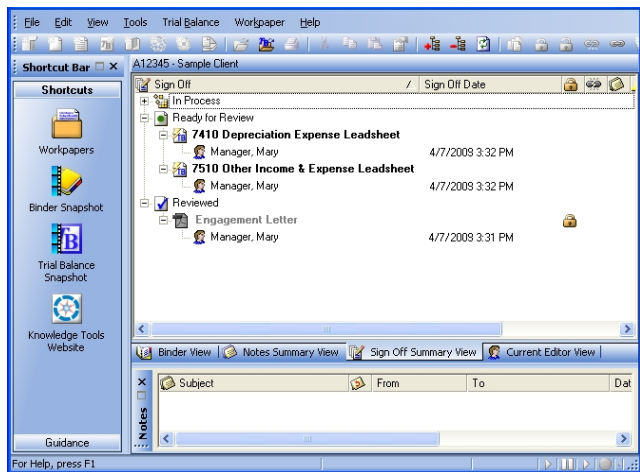 File Edit View Tools Trial Balance Workpaper Help
Shortcut Bar
A12345 - Sample Client
Shortcuts
Workpapers
Binder Snapshot
Trial Balance
Snapshot
Knowledge Tools
Website
Guidance
Sign Off / Sign Off Date
In Process
Ready for Review
7410 Depreciation Expense Leadsheet
Manager, Mary 4/7/2009 3:32 PM
7510 Other Income & Expense Leadsheet
Manager, Mary 4/7/2009 3:32 PM
Reviewed
Engagement Letter
Manager, Mary 4/7/2009 3:31 PM
Binder View Notes Summary View Sign Off Summary View Current Editor View
Notes
Subject From To Dat
For Help, press F1